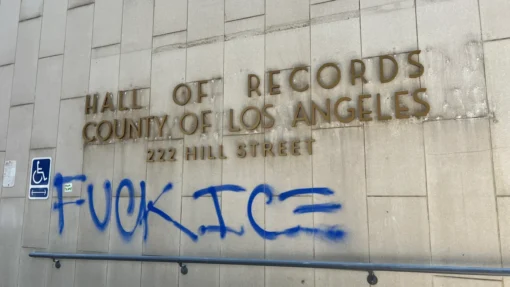 HALL OF RECORDS
COUNTY OF LOS ANGELES
222 HILL STREET
FUCK ICE